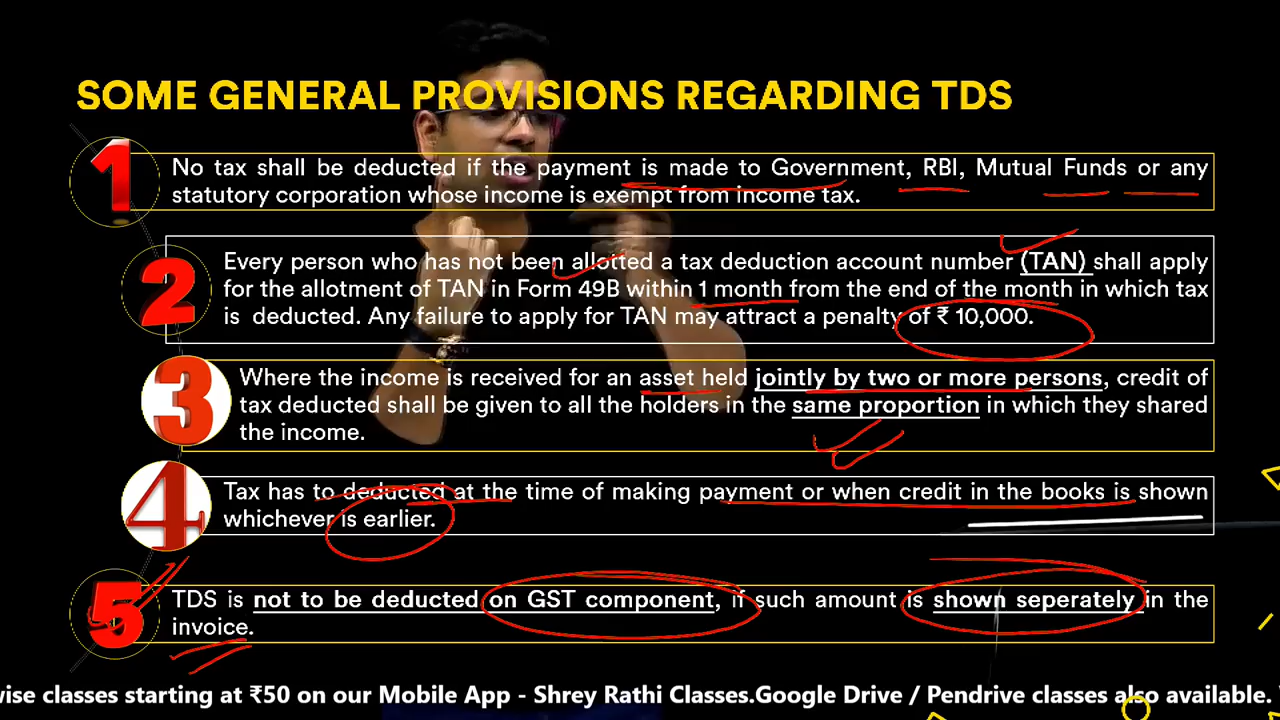 SOME GENERAL PROVISIONS REGARDING TDS
1
No tax shall be deducted if the payment is made to Government, RBI, Mutual Funds or any
statutory corporation whose income is exempt from income tax.
2
Every person who has not been allotted a tax deduction account number (TAN) shall apply
for the allotment of TAN in Form 49B within 1 month from the end of the month in which tax
is deducted. Any failure to apply for TAN may attract a penalty of ₹ 10,000.
3
Where the income is received for an asset held jointly by two or more persons, credit of
tax deducted shall be given to all the holders in the same proportion in which they shared
the income.
4
Tax has to deducted at the time of making payment or when credit in the books is shown
whichever is earlier.
5
TDS is not to be deducted on GST component, if such amount is shown seperately in the
invoice.
wise classes starting at ₹50 on our Mobile App - Shrey Rathi Classes.Google Drive / Pendrive classes also available.